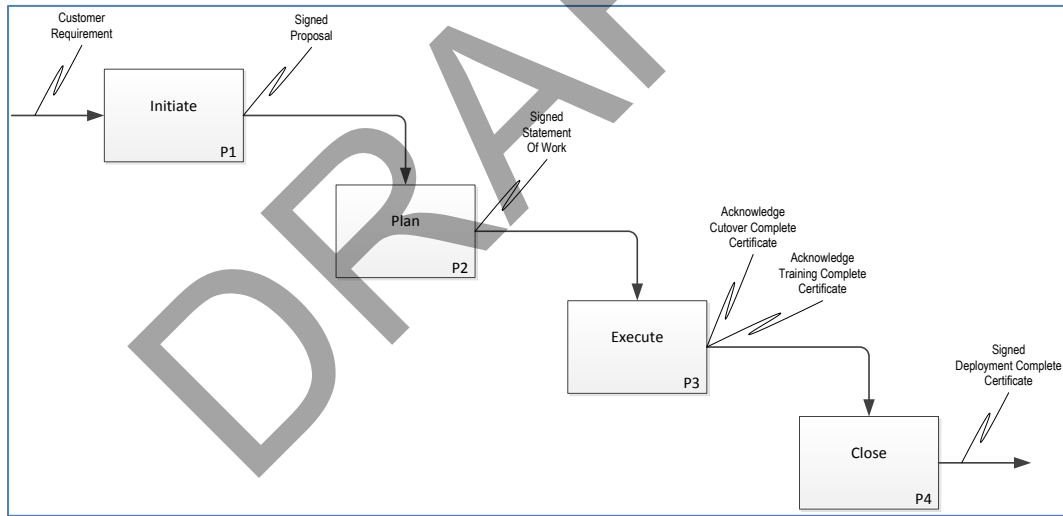 Customer
Requirement
Signed
Proposal
Initiate
P1
Signed
Statement
Of Work
Plan
P2
Acknowledge
Cutover Complete
Certificate
Acknowledge
Training Complete
Certificate
Execute
P3
Signed
Deployment Complete
Certificate
Close
P4
DRAF